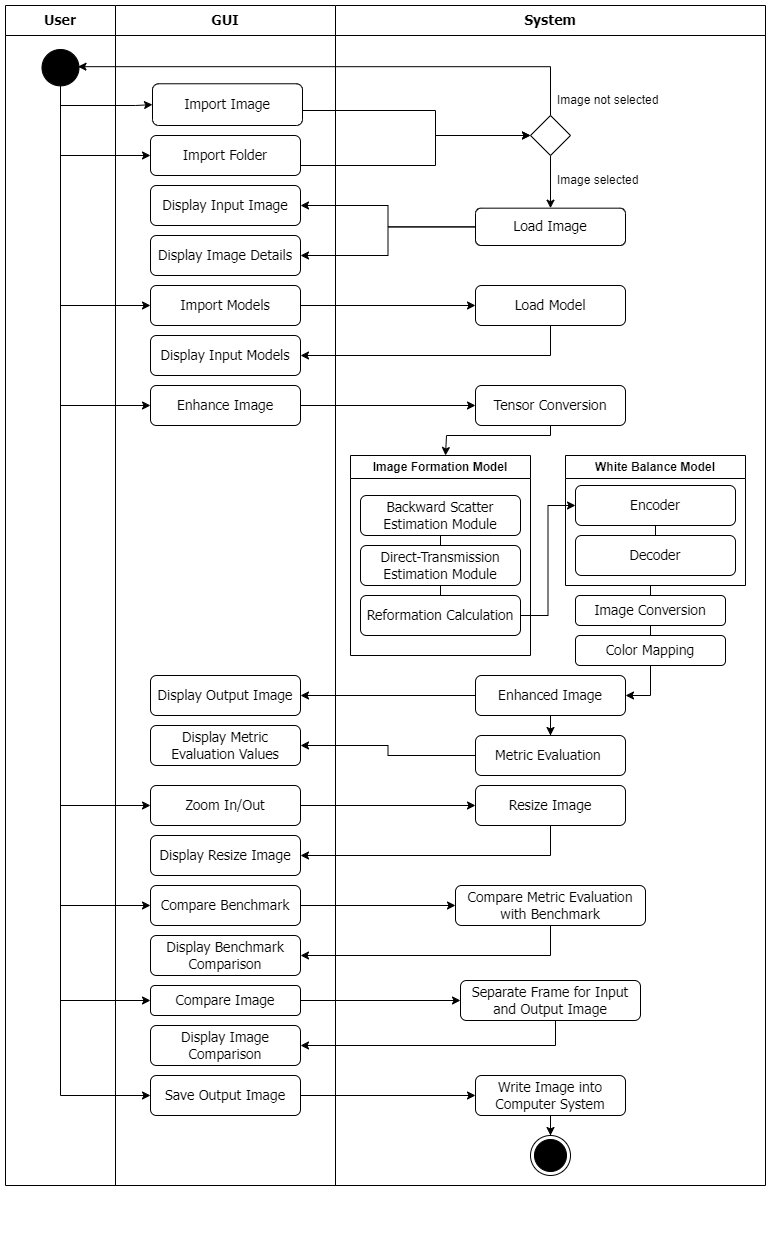 User
GUI
System
Import Image
Image not selected
Import Folder
Image selected
Display Input Image
Load Image
Display Image Details
Import Models
Load Model
Display Input Models
Enhance Image
Tensor Conversion
Image Formation Model
White Balance Model
Backward Scatter
Estimation Module
Encoder
Direct-Transmission
Estimation Module
Decoder
Reformation Calculation
Image Conversion
Color Mapping
Display Output Image
Enhanced Image
Display Metric
Evaluation Values
Metric Evaluation
Zoom In/Out
Resize Image
Display Resize Image
Compare Benchmark
Compare Metric Evaluation
with Benchmark
Display Benchmark
Comparison
Compare Image
Separate Frame for Input
and Output Image
Display Image
Comparison
Save Output Image
Write Image into
Computer System